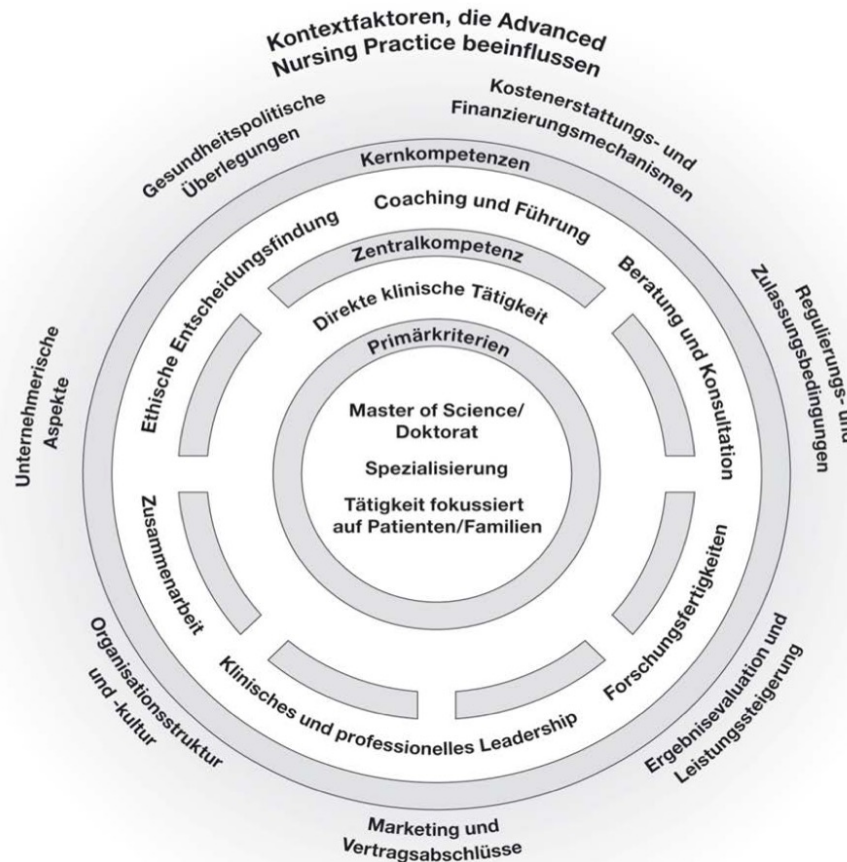 Kontextfaktoren, die Advanced
Nursing Practice beeinflussen
Gesundheitspolitische
Überlegungen
Kostenerstattungs- und
Finanzierungsmechanismen
Regulierungs- und
Zulassungsbedingungen
Ergebnisevaluation und
Leistungssteigerung
Marketing und
Vertragsabschlüsse
Organisationsstruktur
und -kultur
Unternehmerische
Aspekte
Kernkompetenzen
Ethische Entscheidungsfindung
Coaching und Führung
Beratung und Konsultation
Forschungsfertigkeiten
Klinisches und professionelles Leadership
Zusammenarbeit
Zentralkompetenz
Direkte klinische Tätigkeit
Primärkriterien
Master of Science/
Doktorat
Spezialisierung
Tätigkeit fokussiert
auf Patienten/Familien